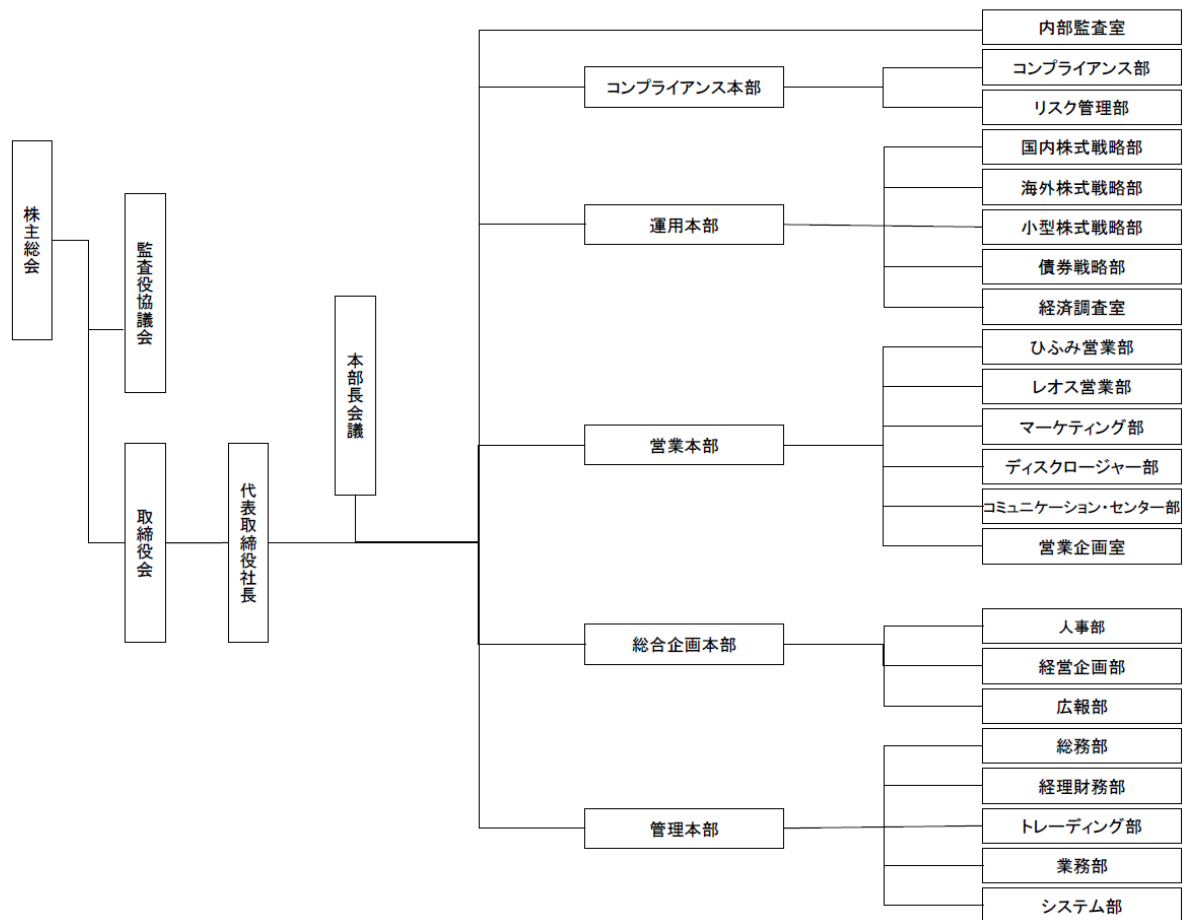 株主総会
監査役協議会
取締役会
代表取締役社長
本部長会議
内部監査室
コンプライアンス本部
コンプライアンス部
リスク管理部
運用本部
国内株式戦略部
海外株式戦略部
小型株式戦略部
債券戦略部
経済調査室
営業本部
ひふみ営業部
レオス営業部
マーケティング部
ディスクロージャー部
コミュニケーション・センター部
営業企画室
総合企画本部
人事部
経営企画部
広報部
管理本部
総務部
経理財務部
トレーディング部
業務部
システム部